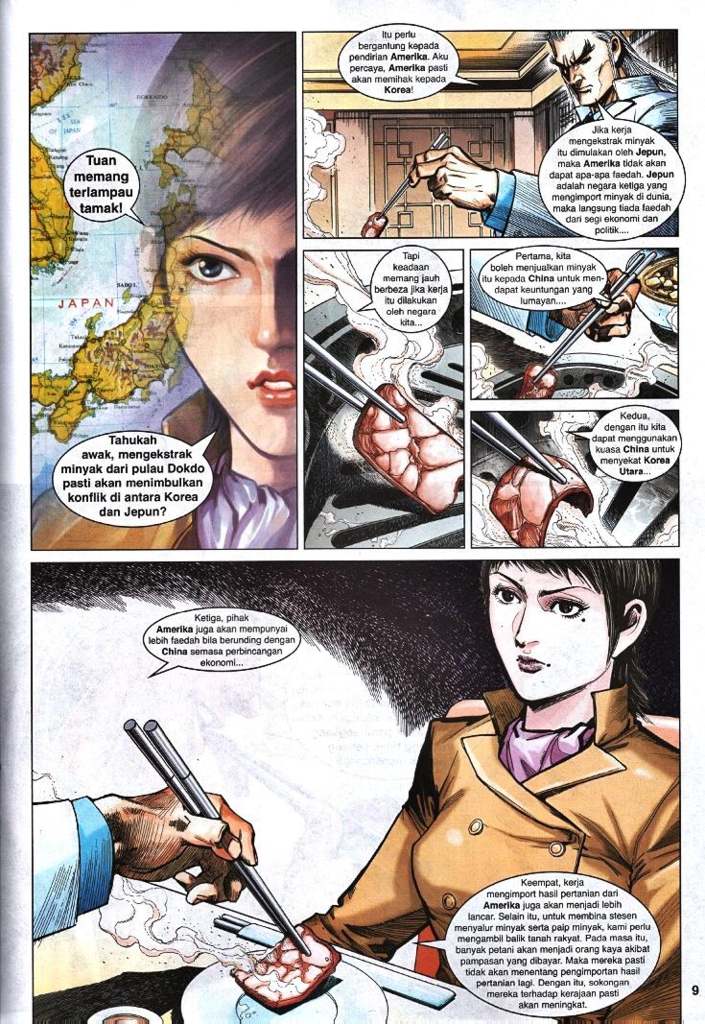 Tuan
memang
terlampau
tamak!
JAPAN
Tahukah
awak, mengekstrak
minyak dari pulau Dokdo
pasti akan menimbulkan
konflik di antara Korea
dan Jepun?
Itu perlu
bergantung kepada
pendirian Amerika. Aku
percaya, Amerika pasti
akan memihak kepada
Korea!
Jika kerja
mengekstrak minyak
itu dimulakan oleh Jepun,
maka Amerika tidak akan
dapat apa-apa faedah. Jepun
adalah negara ketiga yang
mengimport minyak di dunia,
maka langsung tiada faedah
dari segi ekonomi dan
politik....
Tapi
keadaan
memang jauh
berbeza jika kerja
itu dilakukan
oleh negara
kita...
Pertama, kita
boleh menjualkan minyak
itu kepada China untuk men-
dapat keuntungan yang
lumayan....
Kedua,
dengan itu kita
dapat menggunakan
kuasa China untuk
menyekat Korea
Utara...
Ketiga, pihak
Amerika juga akan mempunyai
lebih faedah bila berunding dengan
China semasa perbincangan
ekonomi...
Keempat, kerja
mengimport hasil pertanian dari
Amerika juga akan menjadi lebih
lancar. Selain itu, untuk membina stesen
menyalur minyak serta paip minyak, kami perlu
mengambil balik tanah rakyat. Pada masa itu,
banyak petani akan menjadi orang kaya akibat
pampasan yang dibayar. Maka mereka pasti
tidak akan menentang pengimportan hasil
pertanian lagi. Dengan itu, sokongan
mereka terhadap kerajaan pasti
akan meningkat.
9